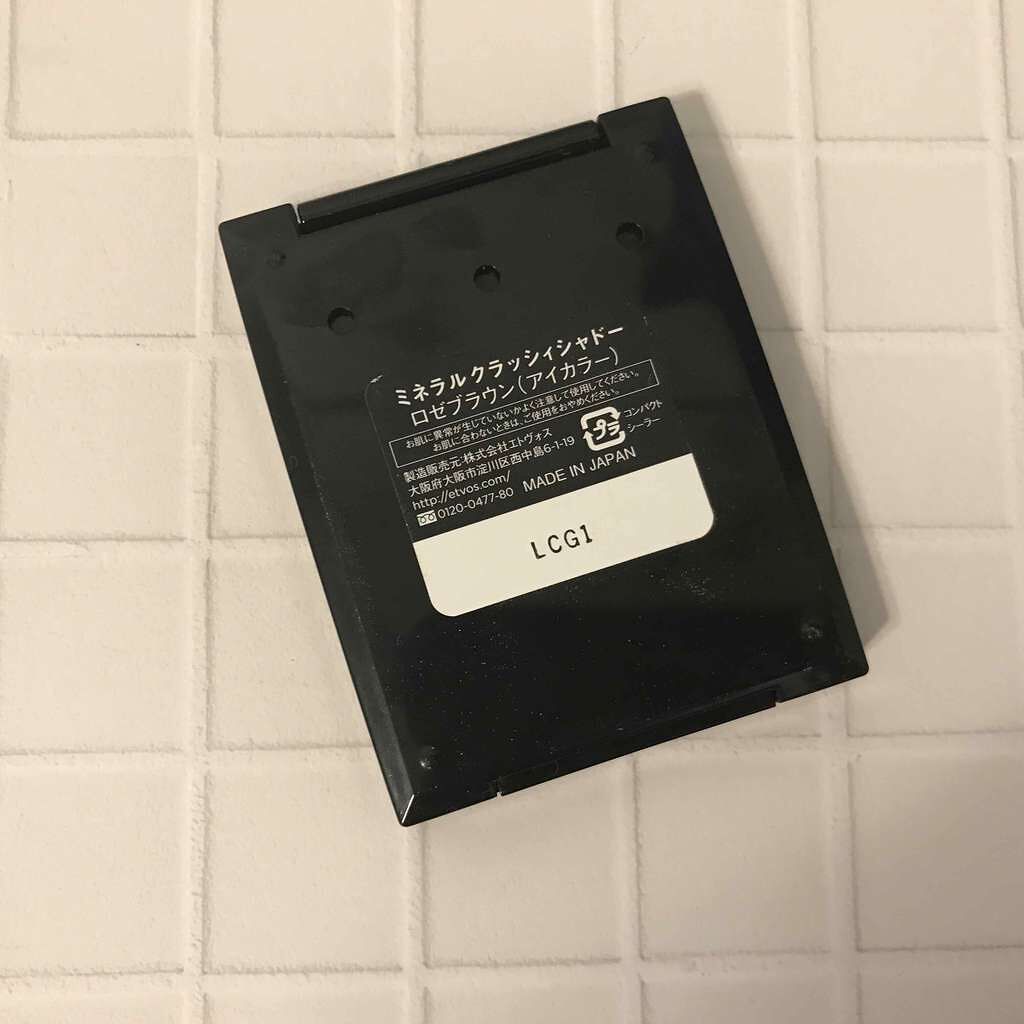 ミネラルクラッシィシャドー
ロゼブラウン(アイカラー)
お肌に異常が生じていないかよく注意して使用してください。
お肌に合わないときは、ご使用をおやめください。
製造販売元:株式会社エトヴォス
大阪府大阪市淀川区西中島6-1-19
http://etvos.com/
0120-0477-80 MADE IN JAPAN
プラ
コンパクト
シーラー
LCG1